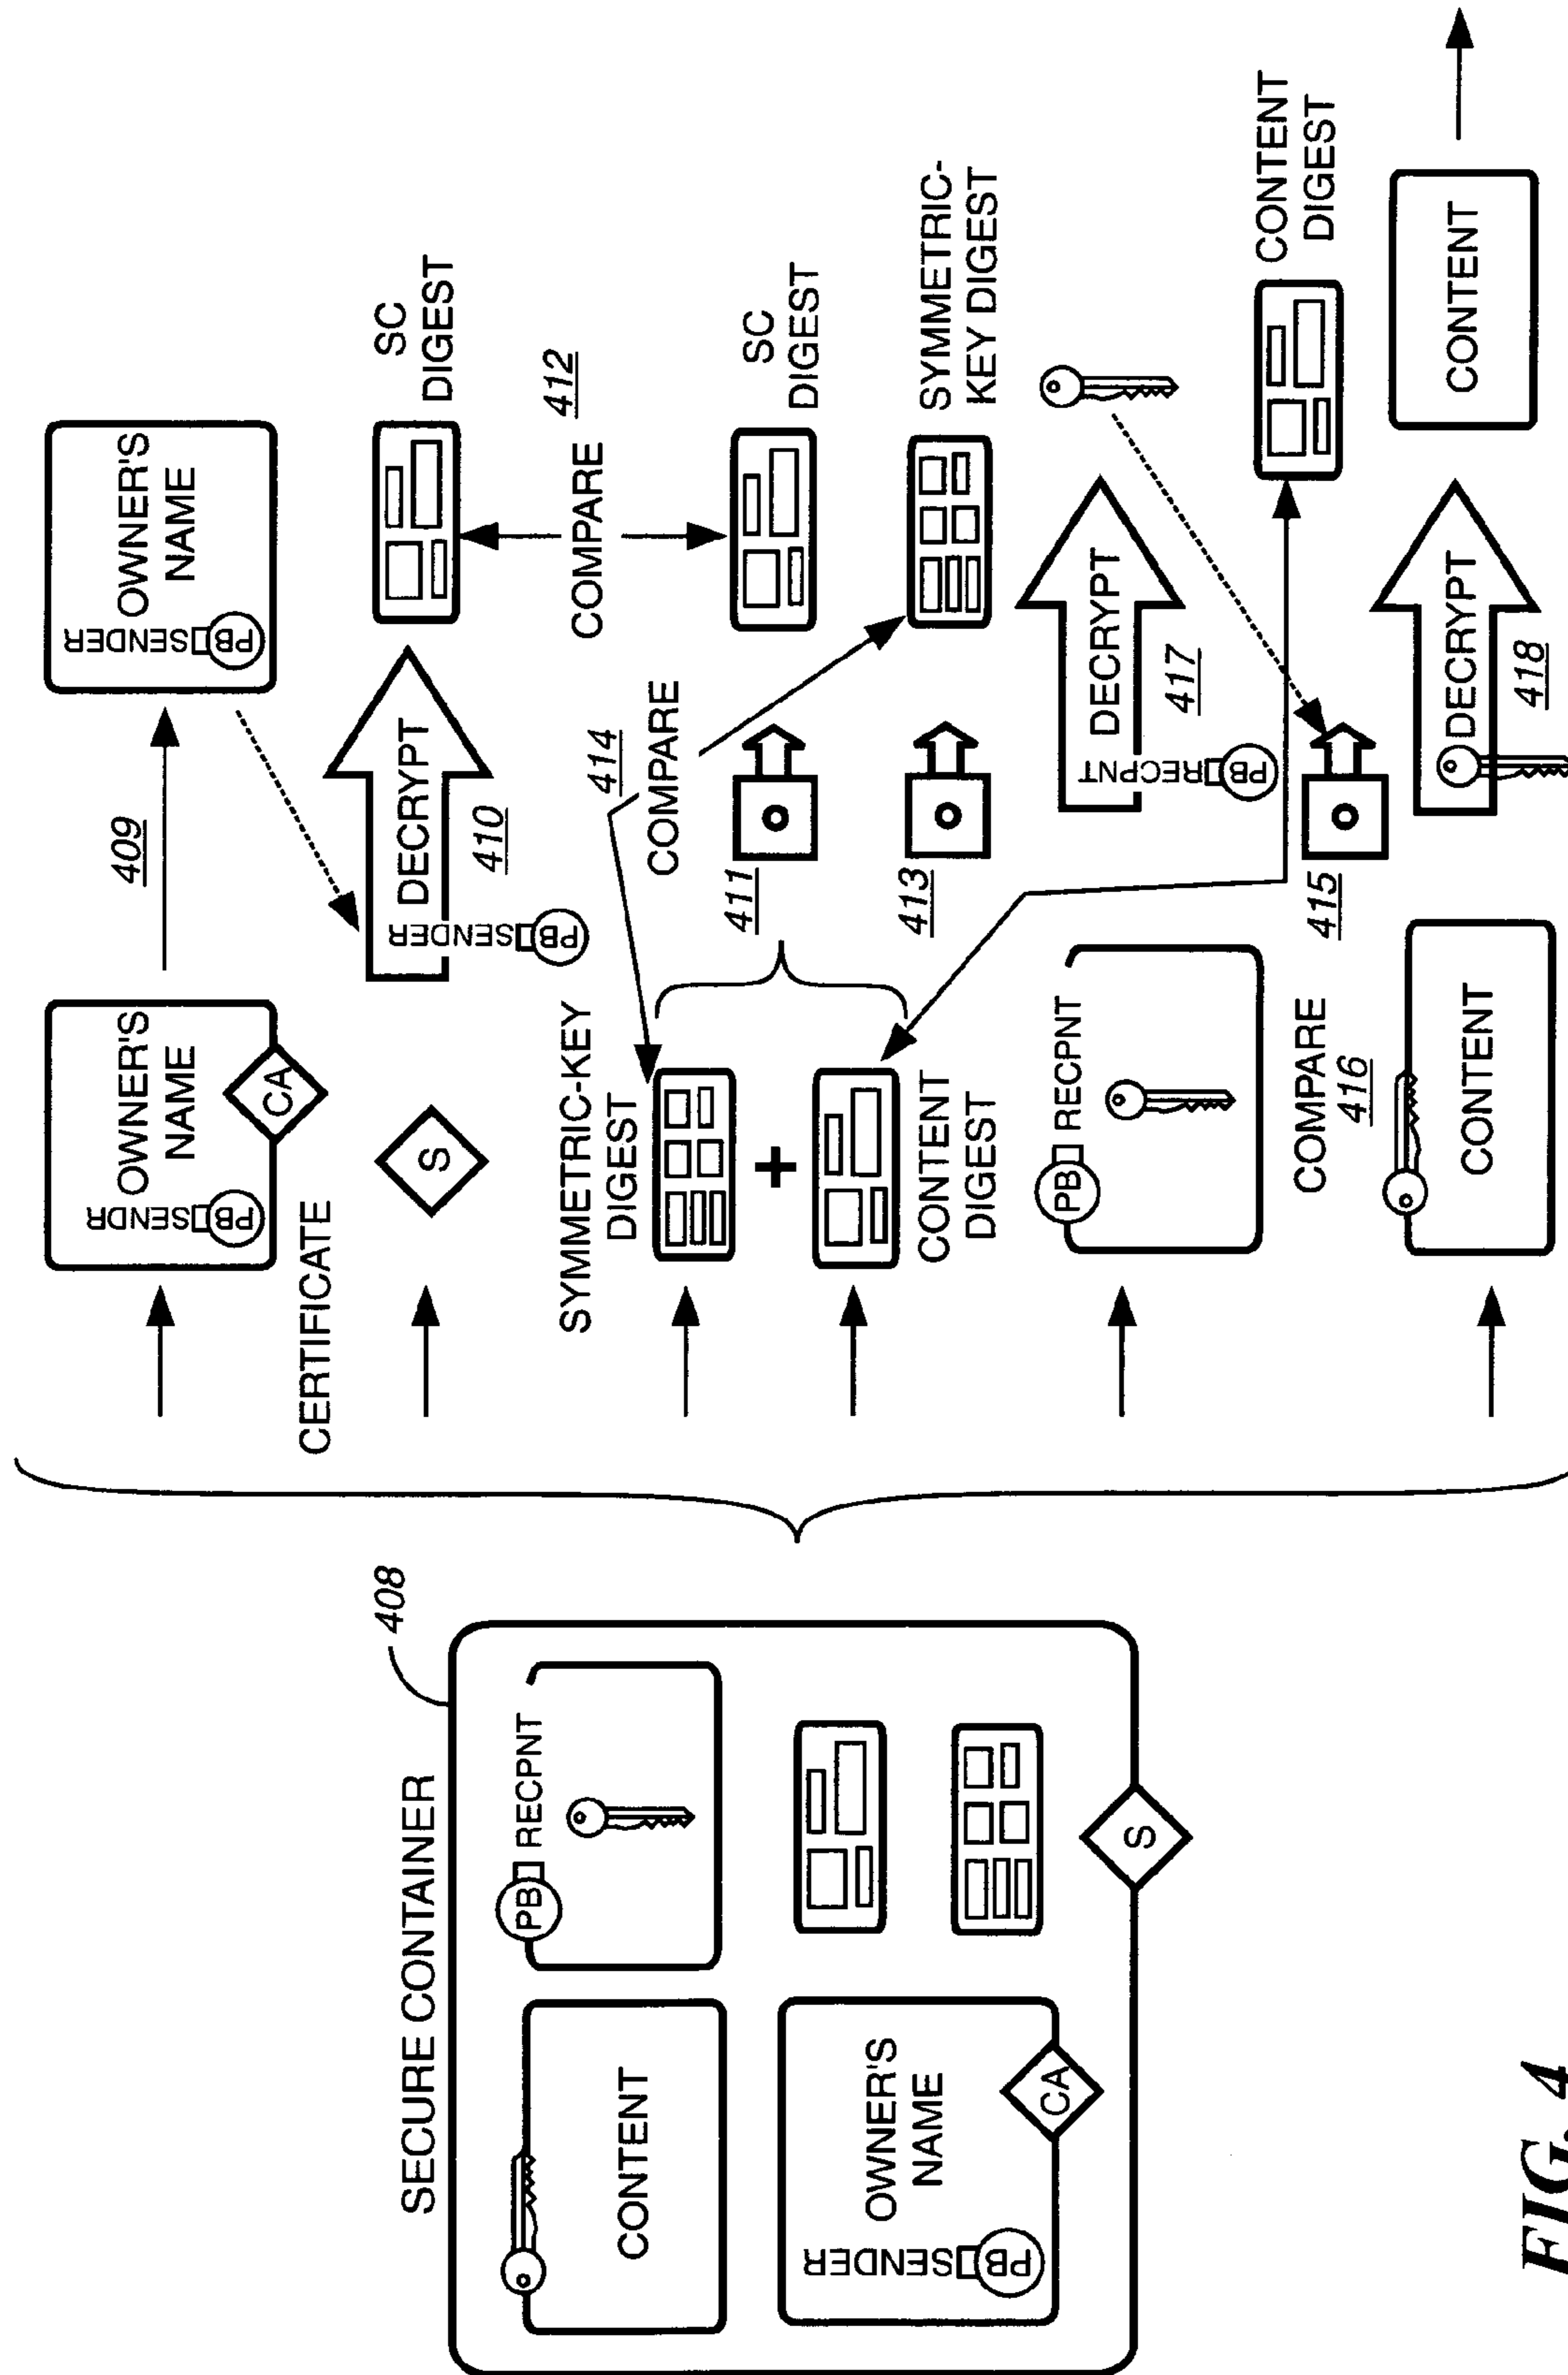 SECURE CONTAINER
408
CONTENT
PB RECPNT
SENDER
PB
OWNER'S
NAME
CA
S
SENDR
PB
OWNER'S
NAME
CA
CERTIFICATE
409
SENDER
PB
OWNER'S
NAME
S
SENDER
PB
DECRYPT
410
SC
DIGEST
COMPARE
412
SYMMETRIC-KEY
DIGEST
+
CONTENT
DIGEST
414
COMPARE
411
SC
DIGEST
413
SYMMETRIC-
KEY DIGEST
PB RECPNT
RECPNT
PB
DECRYPT
417
COMPARE
416
415
CONTENT
DIGEST
CONTENT
DECRYPT
418
CONTENT
FIG. 4